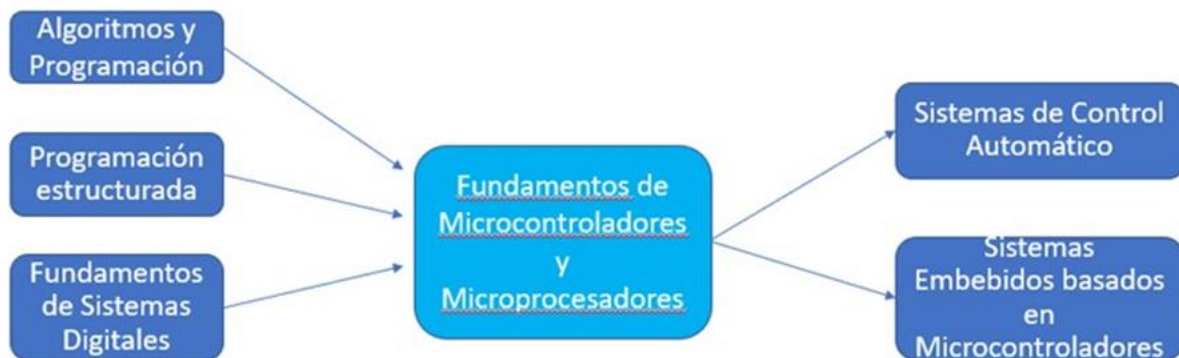 Algoritmos y
Programación
Programación
estructurada
Fundamentos
de Sistemas
Digitales
Fundamentos de
Microcontroladores
y
Microprocesadores
Sistemas de Control
Automático
Sistemas
Embebidos basados
en
Microcontroladores